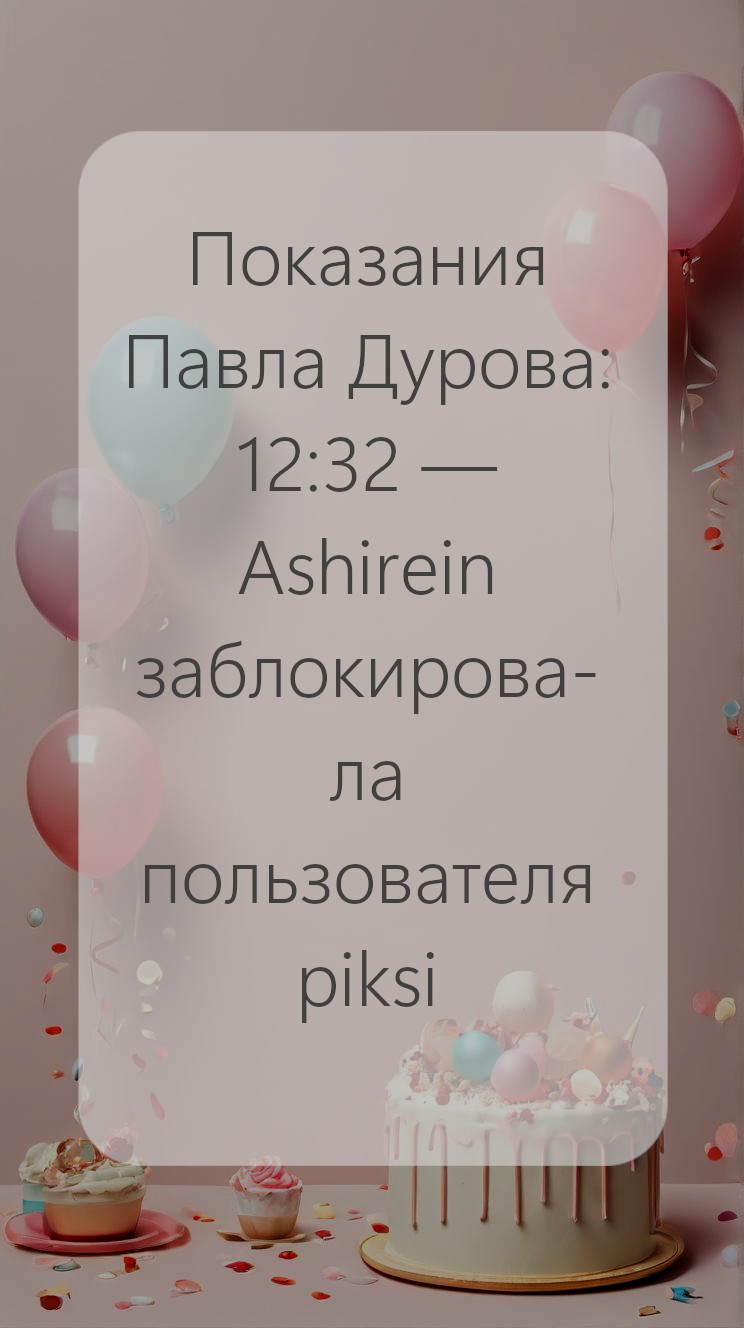 Показания
Павла Дурова:
12:32 —
Ashirein
заблокирова-
ла
пользователя
piksi